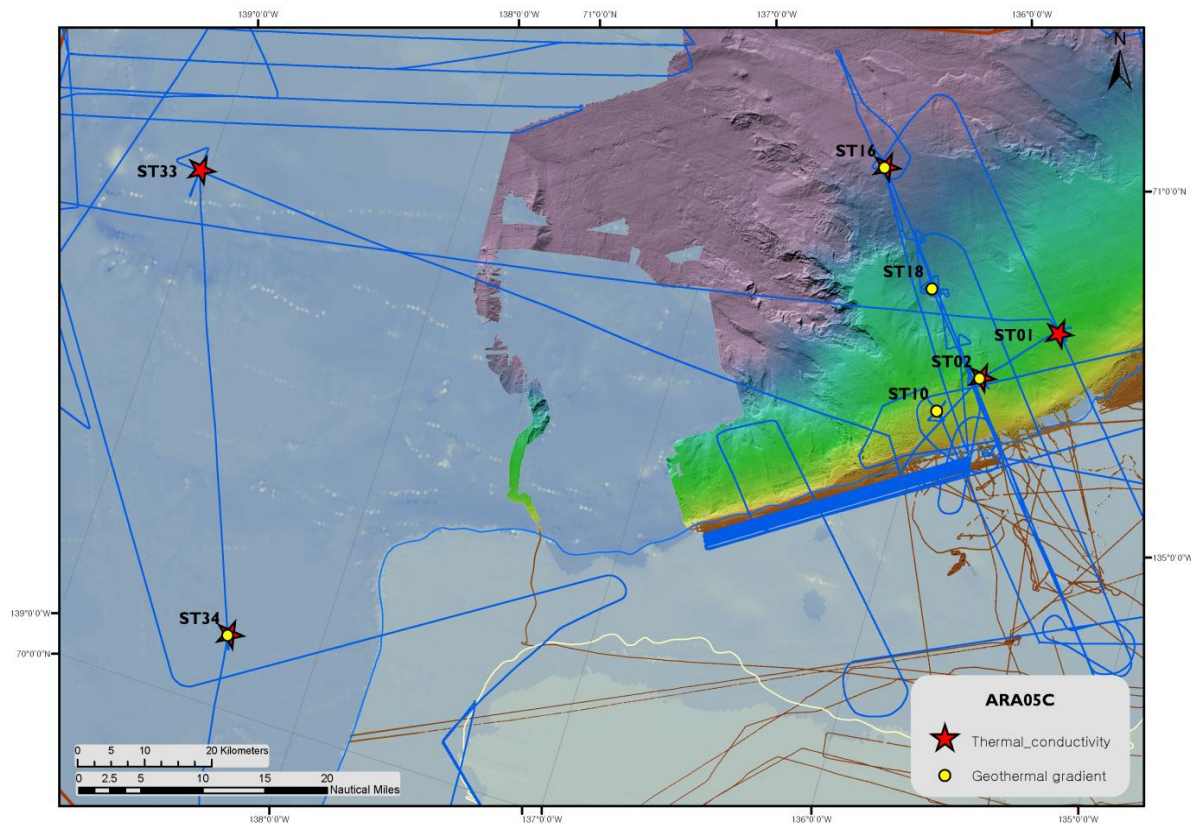 139°0'0"W
138°0'0"W
71°0'0"N
137°0'0"W
136°0'0"W
N
ST16
ST33
71°0'0"N
ST18
ST01
ST02
ST10
135°0'0"W
139°0'0"W
ST34
70°0'0"N
ARA05C
Thermal_conductivity
Geothermal gradient
0 5 10 20 Kilometers
0 2.5 5 10 15 20
Nautical Miles
138°0'0"W
137°0'0"W
136°0'0"W
135°0'0"W